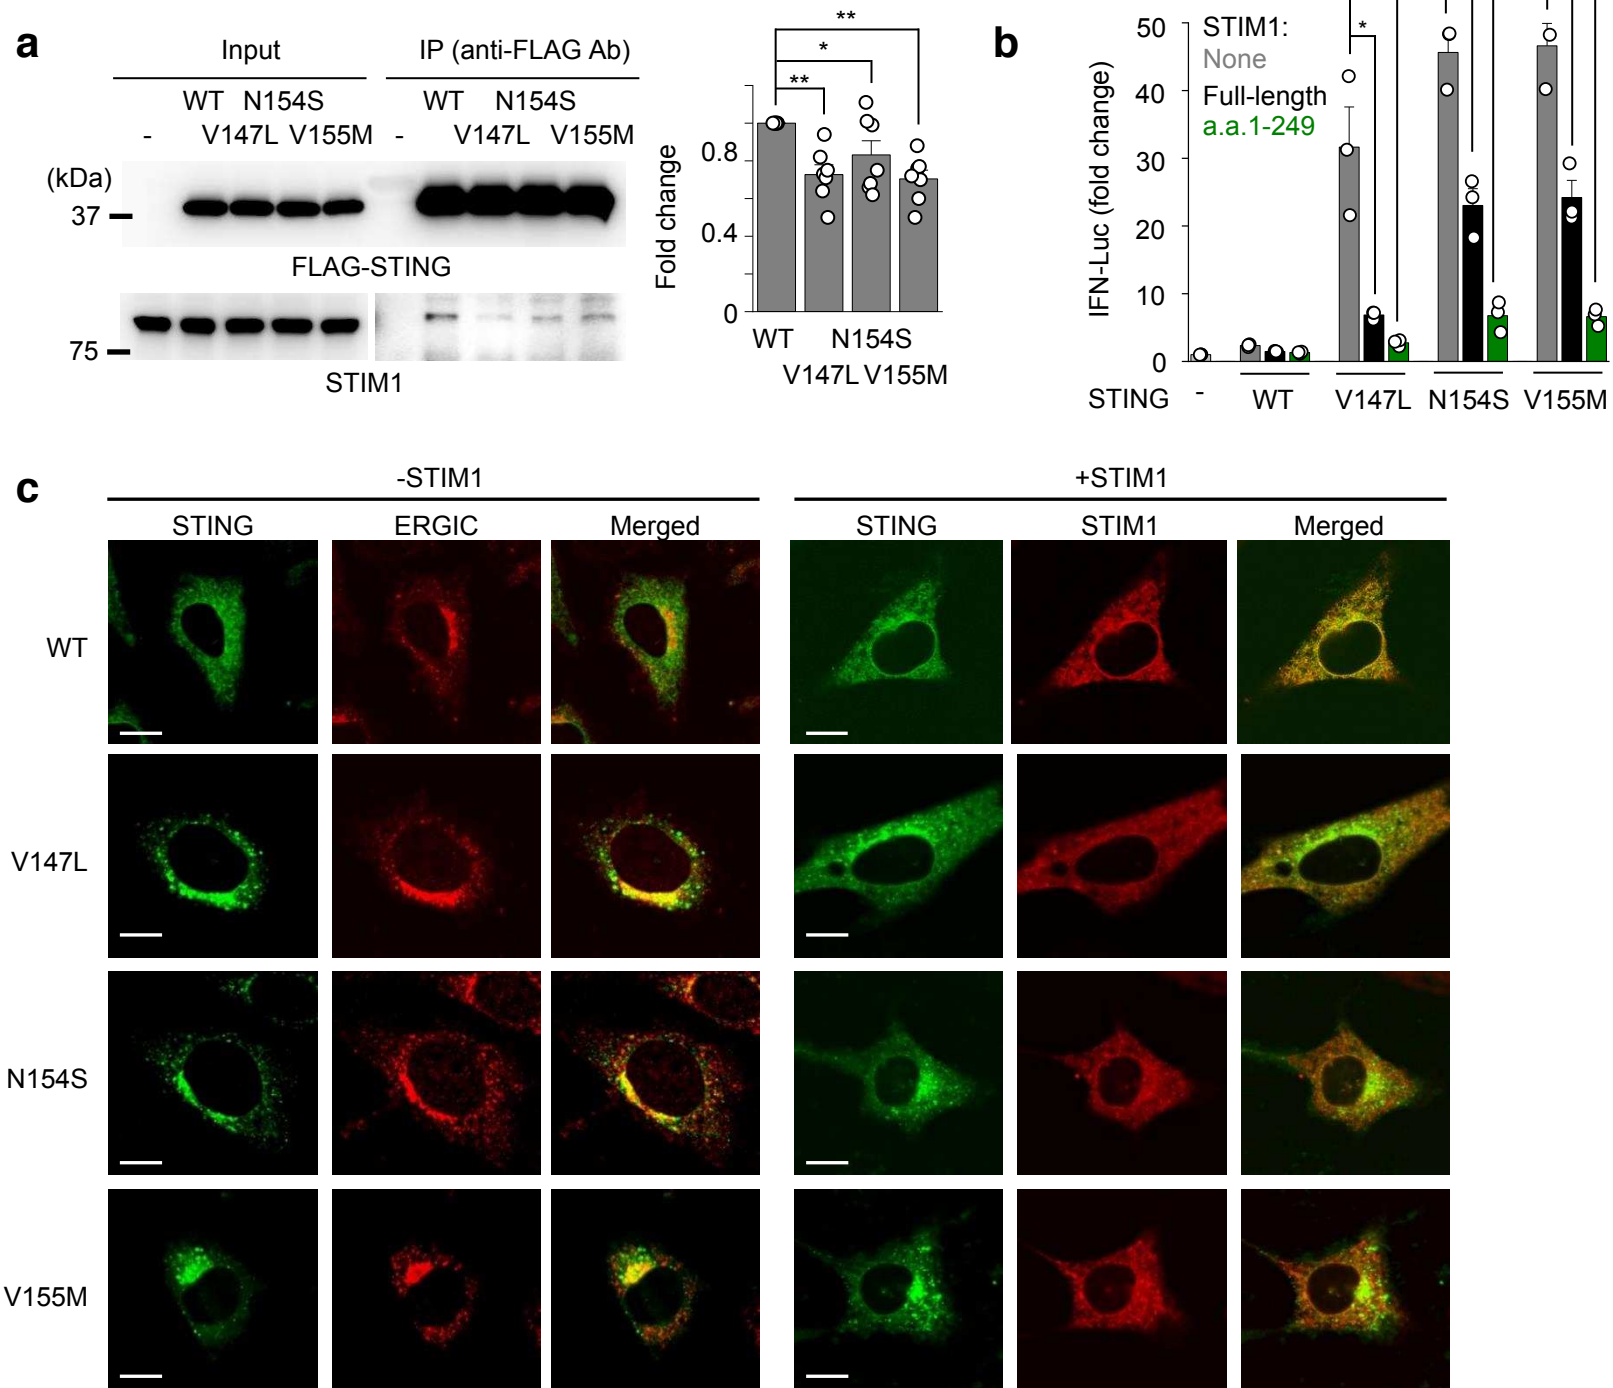 a
Input
IP (anti-FLAG Ab)
WT N154S
- V147L V155M
WT N154S
- V147L V155M
(kDa)
37
FLAG-STING
75
STIM1
**
*
**
Fold change
0.8
0.4
0
WT N154S
V147L V155M
b
*
STIM1:
None
Full-length
a.a.1-249
IFN-Luc (fold change)
50
40
30
20
10
0
STING - WT V147L N154S V155M
c
-STIM1
+STIM1
STING ERGIC Merged
STING STIM1 Merged
WT
V147L
N154S
V155M